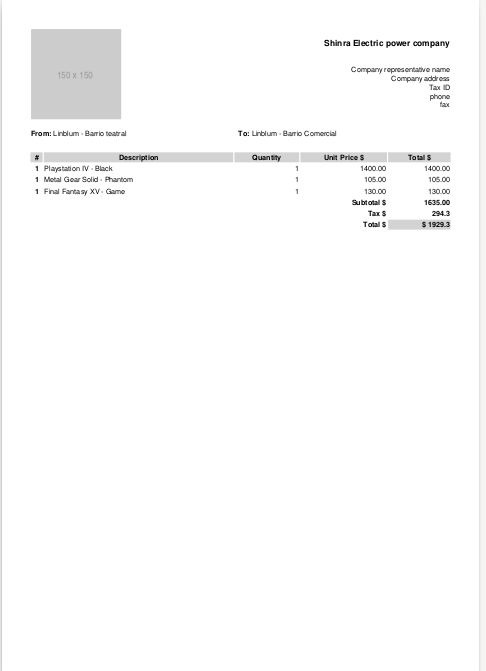 150 x 150
Shinra Electric power company
Company representative name
Company address
Tax ID
phone
fax
From: Linblum - Barrio teatral To: Linblum - Barrio Comercial
# Description Quantity Unit Price $ Total $
1 Playstation IV - Black 1 1400.00 1400.00
1 Metal Gear Solid - Phantom 1 105.00 105.00
1 Final Fantasy XV - Game 1 130.00 130.00
Subtotal $ 1635.00
Tax $ 294.3
Total $ $ 1929.3